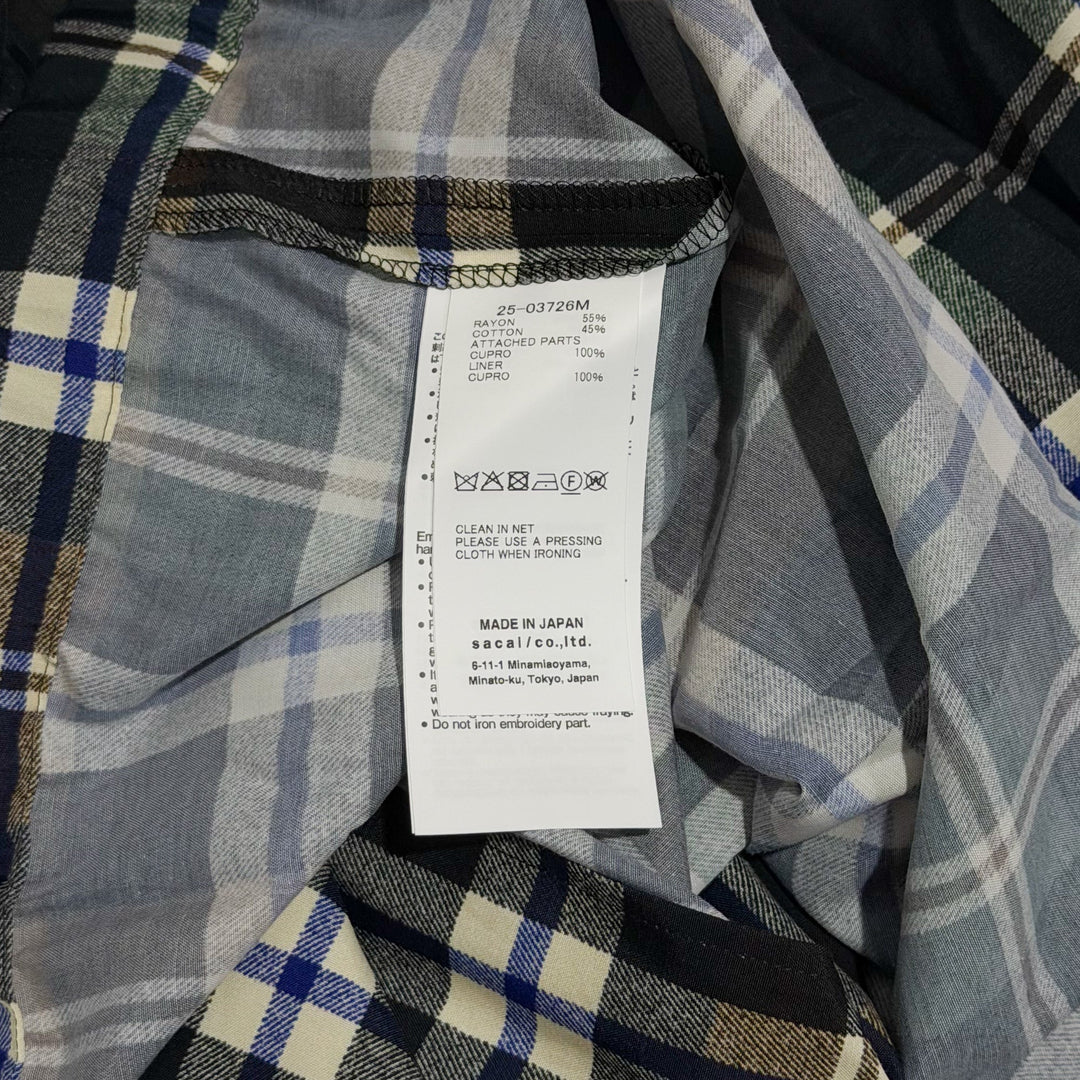 25-03726M
RAYON 55%
COTTON 45%
ATTACHED PARTS
CUPRO 100%
LINER
CUPRO 100%
CLEAN IN NET
PLEASE USE A PRESSING
CLOTH WHEN IRONING
MADE IN JAPAN
sacai/co.,ltd.
6-11-1 Minamiaoyama,
Minato-ku, Tokyo, Japan
• Do not iron embroidery part.